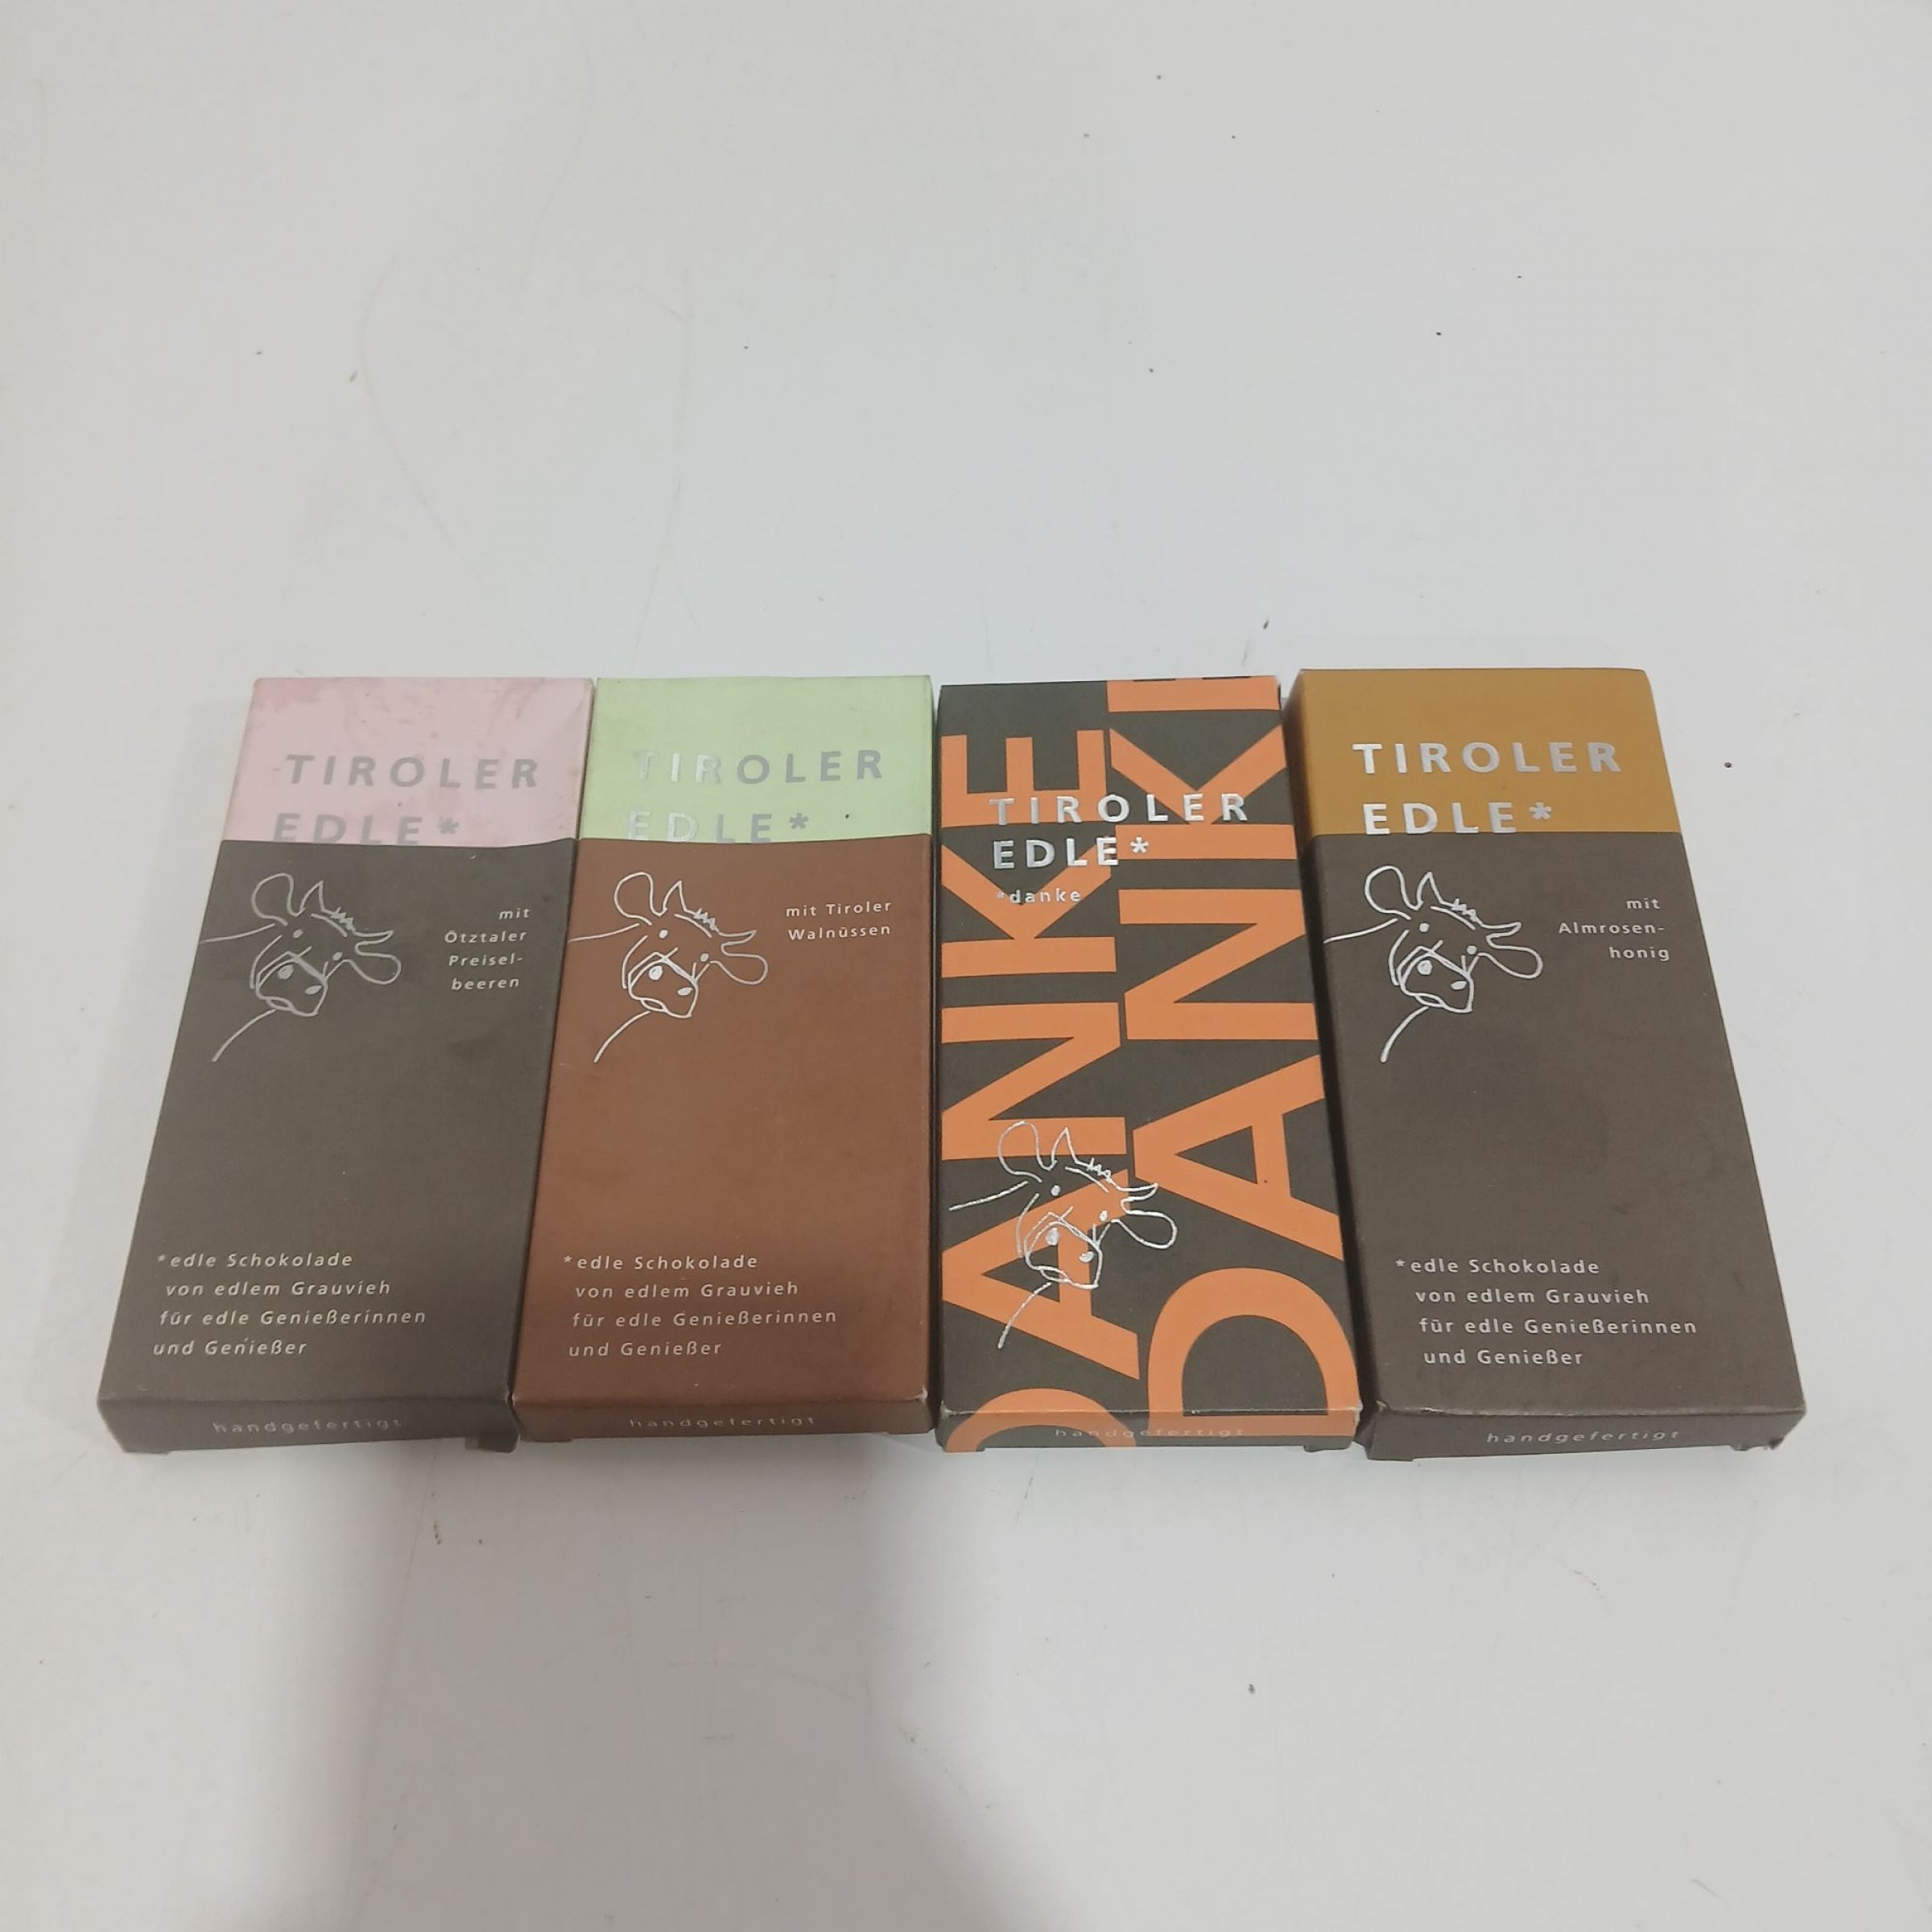 TIROLER
EDLE*
mit
Ötztaler
Preisel-
beeren
*edle Schokolade
von edlem Grauvieh
für edle Genießerinnen
und Genießer
handgefertigt
TIROLER
EDLE*
mit Tiroler
Walnüssen
*edle Schokolade
von edlem Grauvieh
für edle Genießerinnen
und Genießer
handgefertigt
TIROLER
EDLE*
*danke
DANKE
DANK
handgefertigt
TIROLER
EDLE*
mit
Almrosen-
honig
*edle Schokolade
von edlem Grauvieh
für edle Genießerinnen
und Genießer
handgefertigt